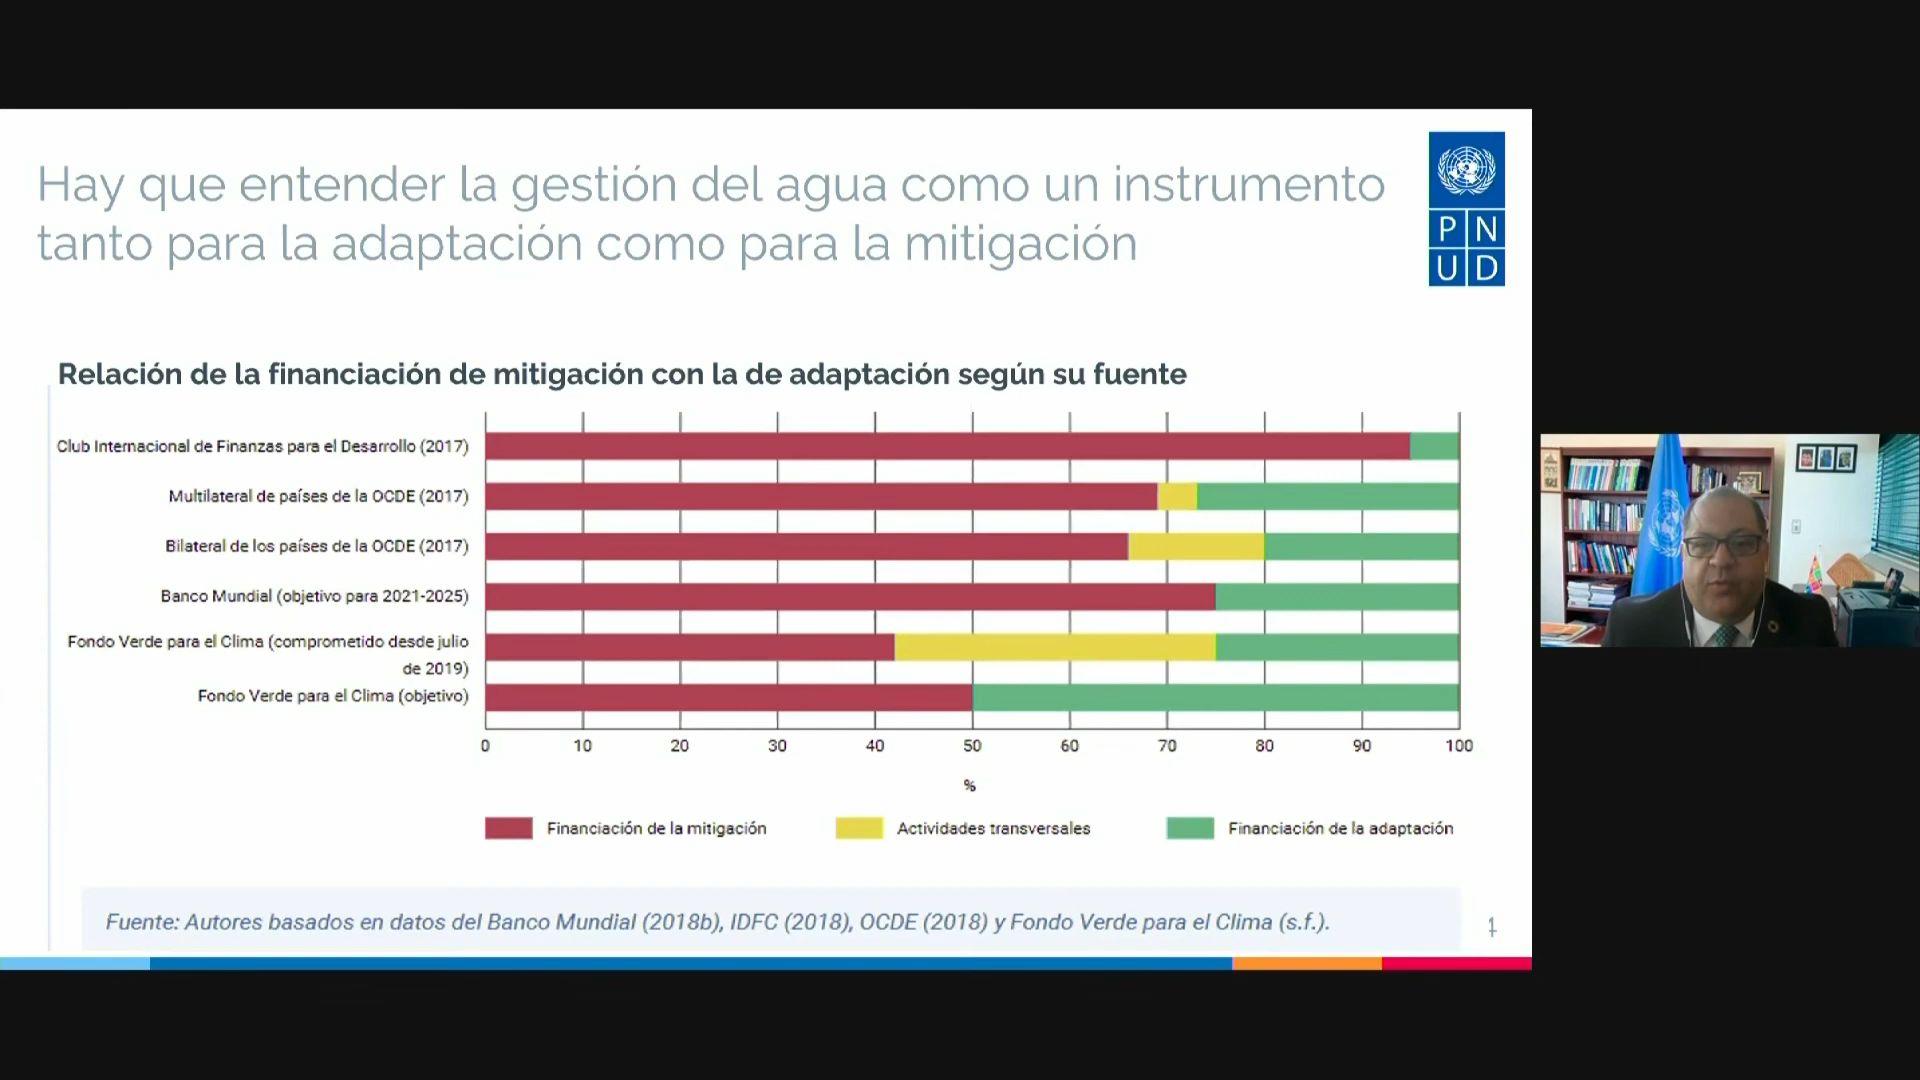 Hay que entender la gestión del agua como un instrumento
tanto para la adaptación como para la mitigación
P N
U D
Relación de la financiación de mitigación con la de adaptación según su fuente
Club Internacional de Finanzas para el Desarrollo (2017)
Multilateral de países de la OCDE (2017)
Bilateral de los países de la OCDE (2017)
Banco Mundial (objetivo para 2021-2025)
Fondo Verde para el Clima (comprometido desde julio
de 2019)
Fondo Verde para el Clima (objetivo)
0 10 20 30 40 50 60 70 80 90 100
%
Financiación de la mitigación
Actividades transversales
Financiación de la adaptación
Fuente: Autores basados en datos del Banco Mundial (2018b), IDFC (2018), OCDE (2018) y Fondo Verde para el Clima (s.f.).